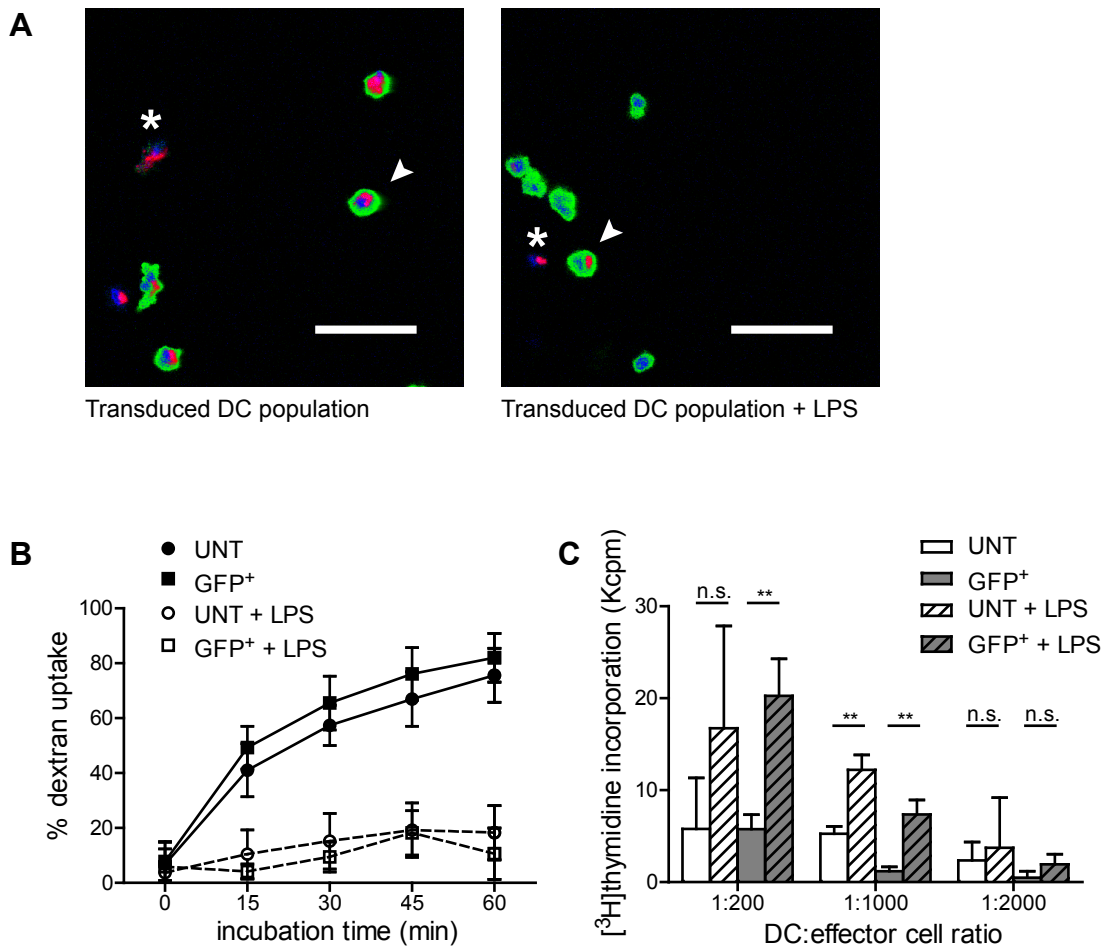 A
*
*
Transduced DC population
Transduced DC population + LPS
B
UNT
GFP⁺
UNT + LPS
GFP⁺ + LPS
% dextran uptake
100
80
60
40
20
0
0 15 30 45 60
incubation time (min)
C
UNT
GFP⁺
UNT + LPS
GFP⁺ + LPS
[³H]]thymidine incorporation (Kcpm)
30
20
10
0
n.s. **
** **
n.s. n.s.
1:200 1:1000 1:2000
DC:effector cell ratio